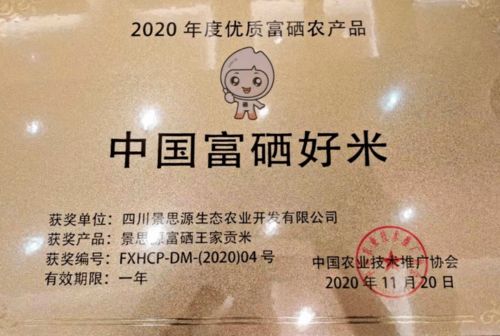 2020 年度优质富硒农产品
中国富硒好米
获奖单位：四川景思源生态农业开发有限公司
获奖产品：景思源富硒王家贡米
获奖编号：FXHCP-DM-(2020)04 号
有效期限：一年
中国农业技术推广协会
2020 年 11 月 20 日